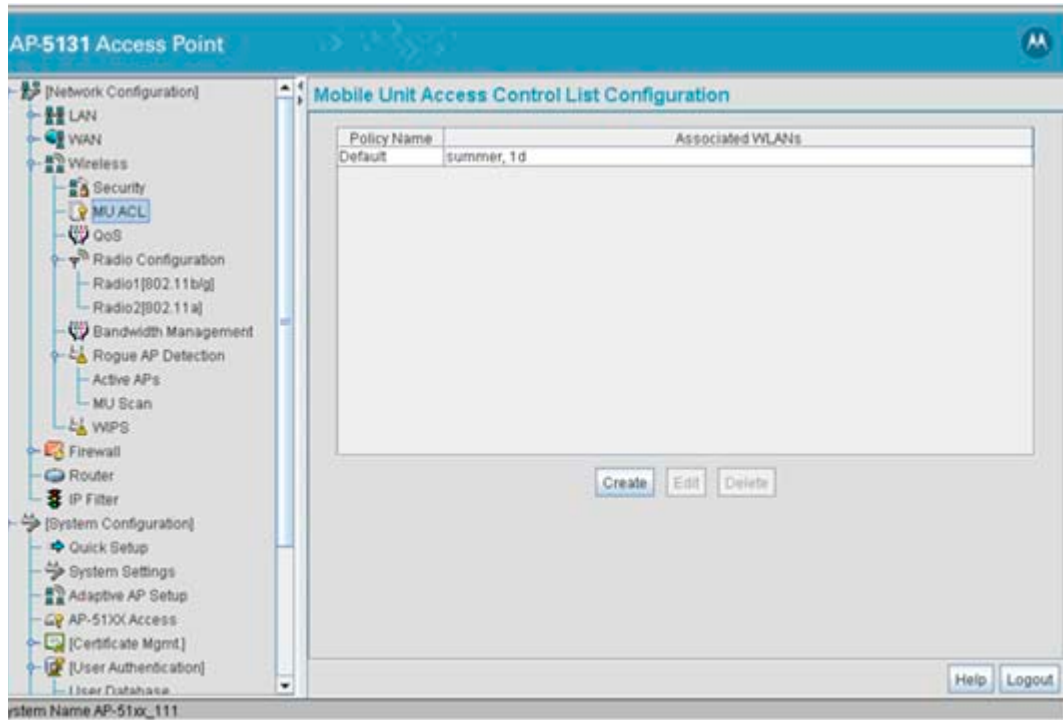 AP-5131 Access Point
[Network Configuration]
LAN
WAN
Wireless
Security
MU ACL
QoS
Radio Configuration
Radio1[802.11b/g]
Radio2[802.11a]
Bandwidth Management
Rogue AP Detection
Active APs
MU Scan
WIPS
Firewall
Router
IP Filter
[System Configuration]
Quick Setup
System Settings
Adaptive AP Setup
AP-51XX Access
[Certificate Mgmt.]
[User Authentication]
User Database
Mobile Unit Access Control List Configuration
Policy Name Associated WLANs
Default summer, 1d
Create Edit Delete
Help Logout
ystem Name AP-51xx_111